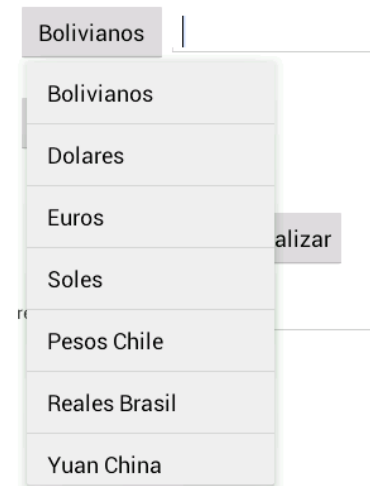 Bolivianos
Bolivianos
Dolares
Euros
alizar
Soles
Pesos Chile
Reales Brasil
Yuan China